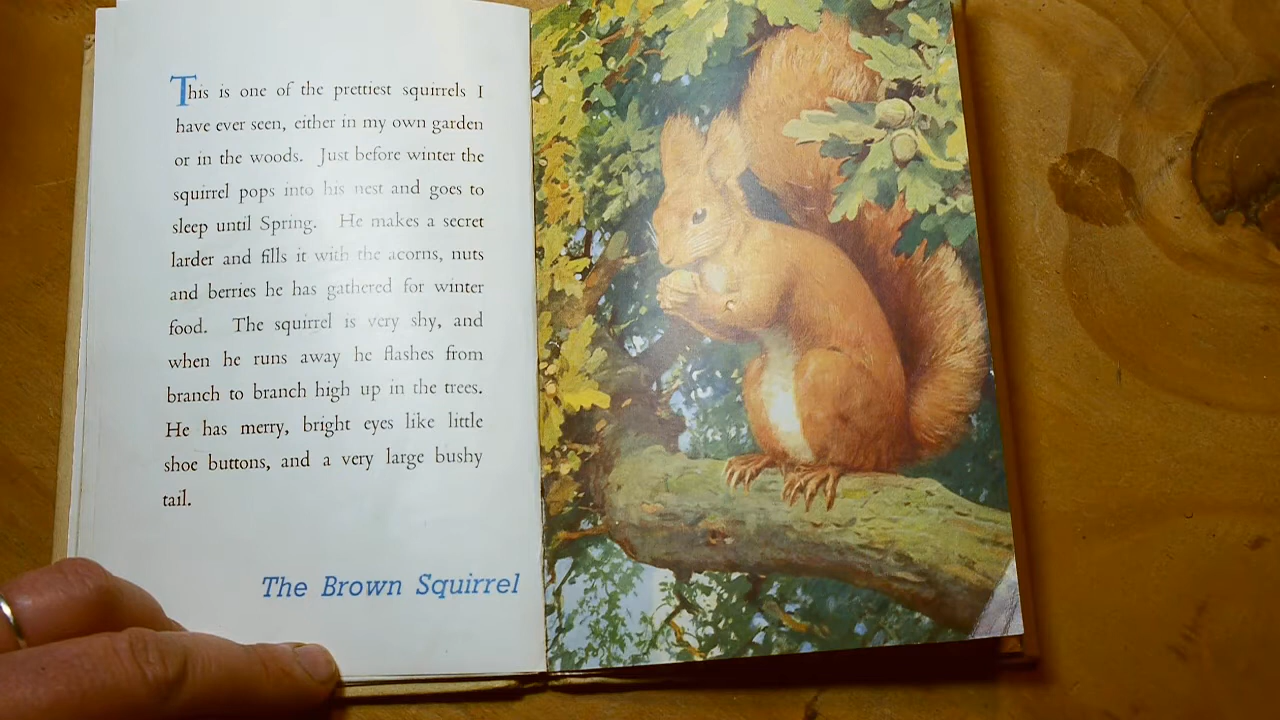 This is one of the prettiest squirrels I
have ever seen, either in my own garden
or in the woods. Just before winter the
squirrel pops into his nest and goes to
sleep until Spring. He makes a secret
larder and fills it with the acorns, nuts
and berries he has gathered for winter
food. The squirrel is very shy, and
when he runs away he flashes from
branch to branch high up in the trees.
He has merry, bright eyes like little
shoe buttons, and a very large bushy
tail.
The Brown Squirrel